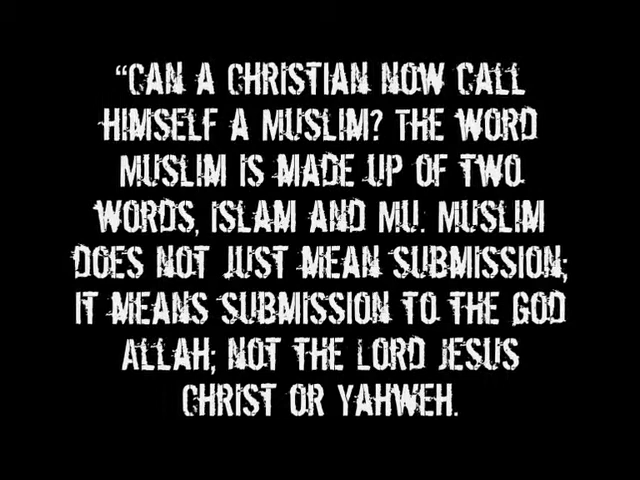 “CAN A CHRISTIAN NOW CALL
HIMSELF A MUSLIM? THE WORD
MUSLIM IS MADE UP OF TWO
WORDS, ISLAM AND MU. MUSLIM
DOES NOT JUST MEAN SUBMISSION;
IT MEANS SUBMISSION TO THE GOD
ALLAH; NOT THE LORD JESUS
CHRIST OR YAHWEH.